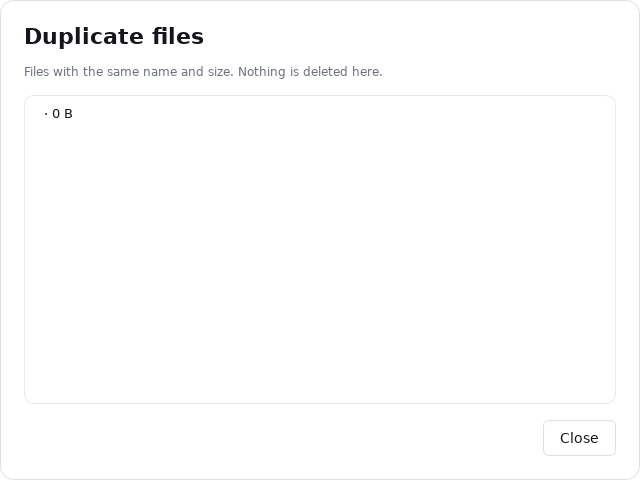 Duplicate files
Files with the same name and size. Nothing is deleted here.
· 0 B
Close